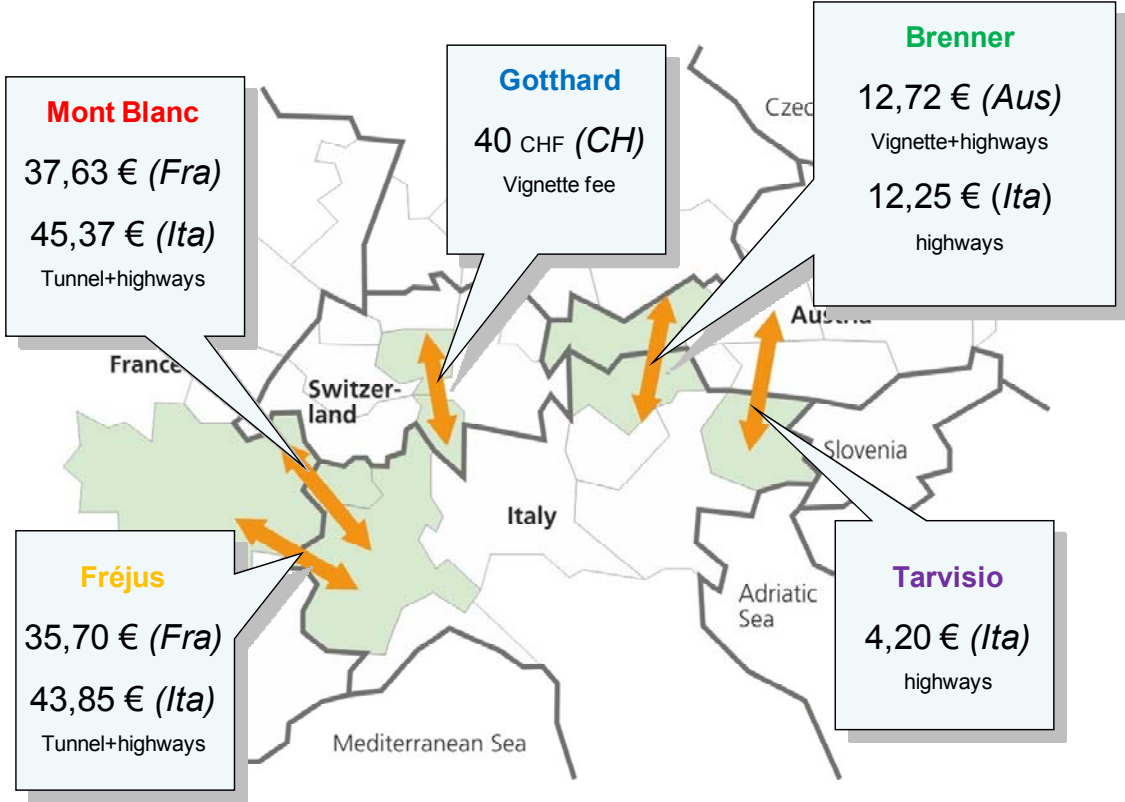 Mont Blanc
37,63 € (Fra)
45,37 € (Ita)
Tunnel+highways
Gotthard
40 CHF (CH)
Vignette fee
Brenner
12,72 € (Aus)
Vignette+highways
12,25 € (Ita)
highways
Czec
Austria
France
Switzer-
land
Slovenia
Italy
Fréjus
35,70 € (Fra)
43,85 € (Ita)
Tunnel+highways
Adriatic
Sea
Tarvisio
4,20 € (Ita)
highways
Mediterranean Sea